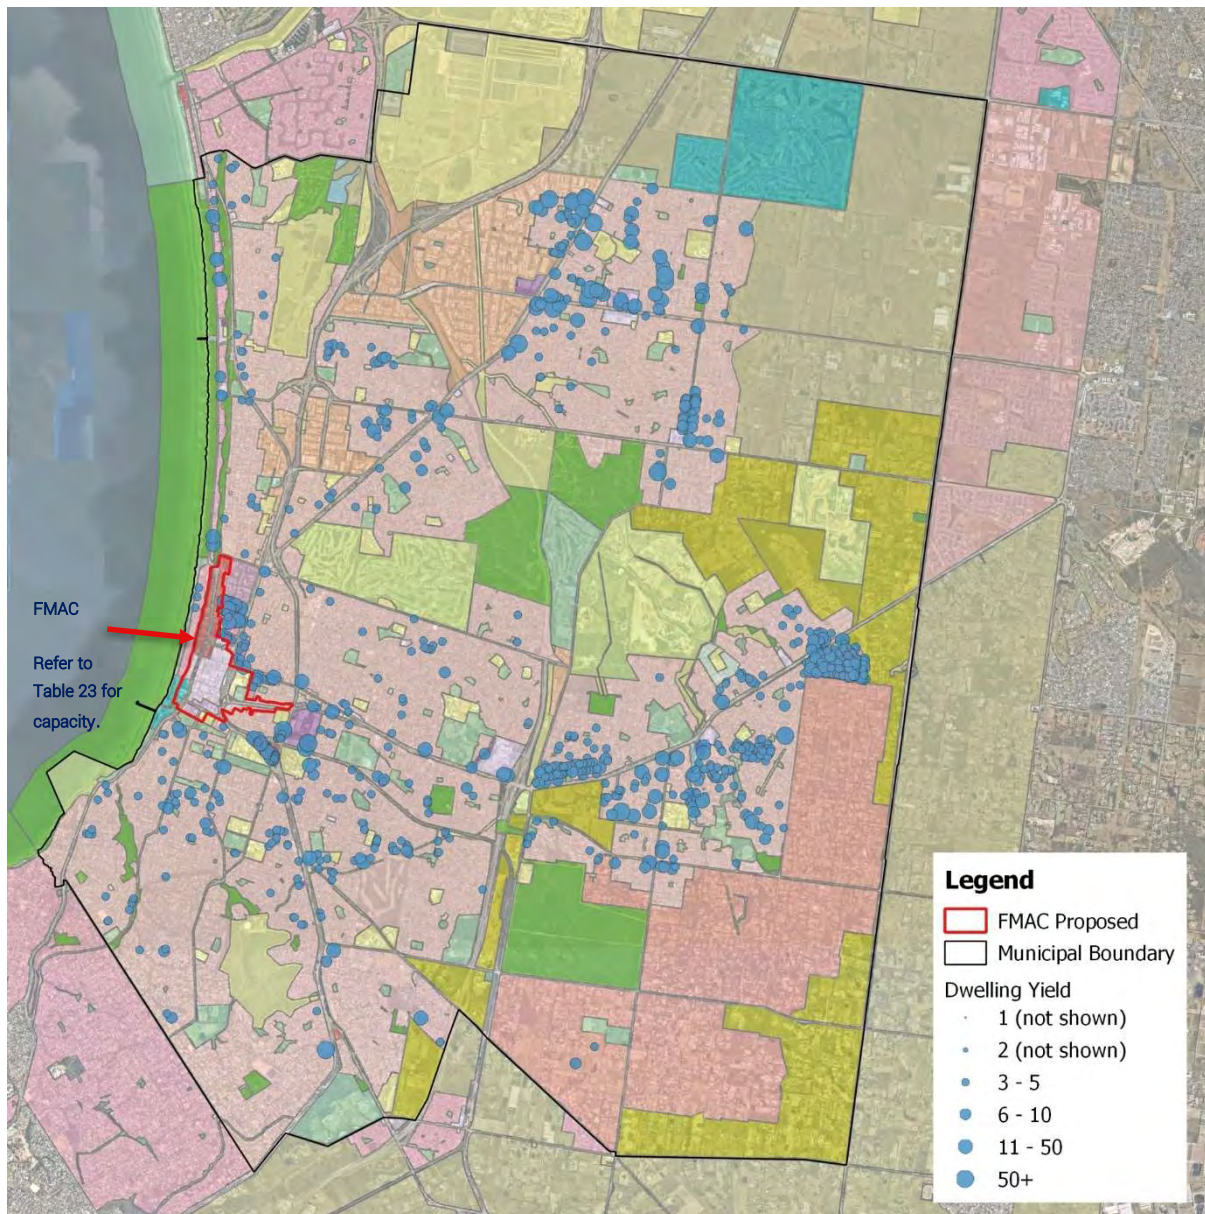 FMAC
Refer to
Table 23 for
capacity.
Legend
FMAC Proposed
Municipal Boundary
Dwelling Yield
1 (not shown)
2 (not shown)
3 - 5
6 - 10
11 - 50
50+